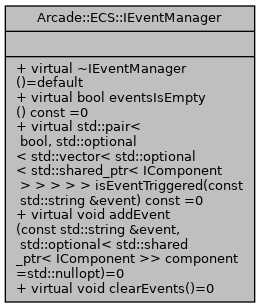 Arcade::ECS::IEventManager
+ virtual ~IEventManager
()=default
+ virtual bool eventsIsEmpty
() const =0
+ virtual std::pair<
bool, std::optional
< std::vector< std::optional
< std::shared_ptr< IComponent
> > > > > isEventTriggered(const
std::string &event) const =0
+ virtual void addEvent
(const std::string &event,
std::optional< std::shared
_ptr< IComponent >> component
=std::nullopt)=0
+ virtual void clearEvents()=0